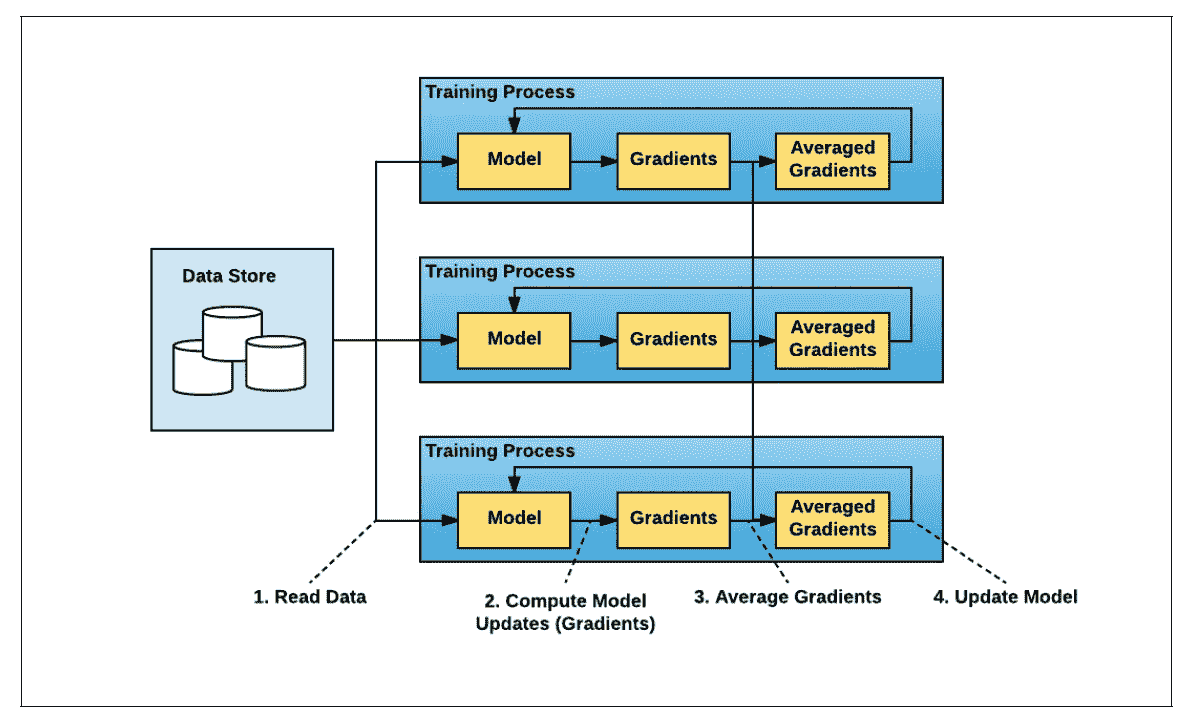 Training Process
Model
Gradients
Averaged
Gradients
Data Store
Training Process
Model
Gradients
Averaged
Gradients
Training Process
Model
Gradients
Averaged
Gradients
1. Read Data
2. Compute Model
Updates (Gradients)
3. Average Gradients
4. Update Model